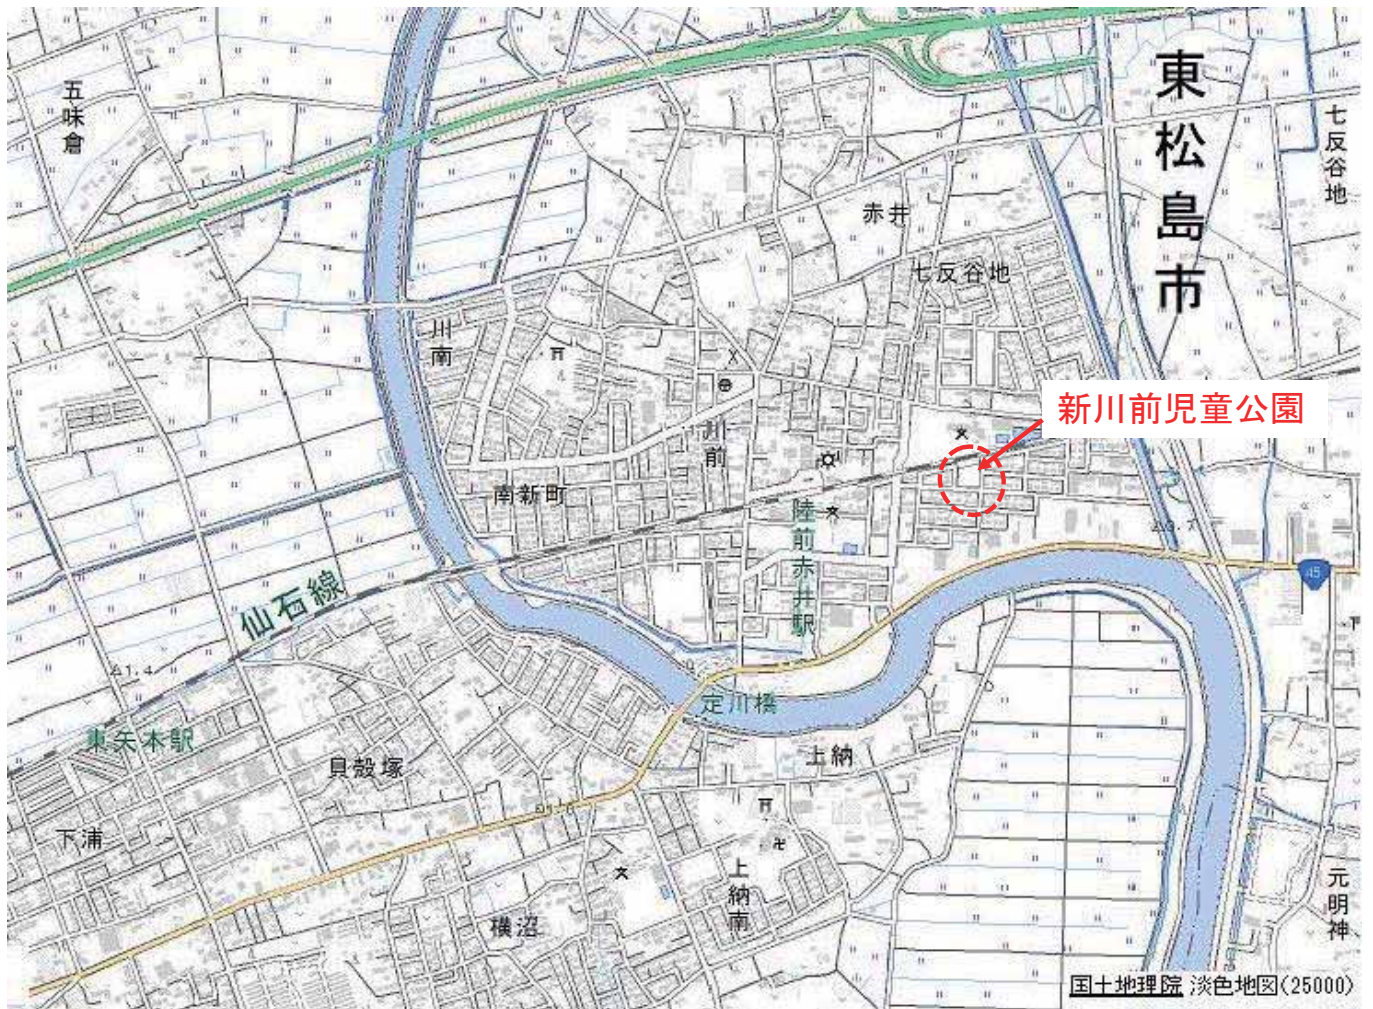 五味倉
東松島市
七反谷地
赤井
七反谷地
川南
新川前児童公園
川前
南新町
陸前赤井駅
45
仙石線
1.4
定川橋
東矢本駅
上納
貝殻塚
下浦
上納南
元明神
横沼
国土地理院 淡色地図(25000)